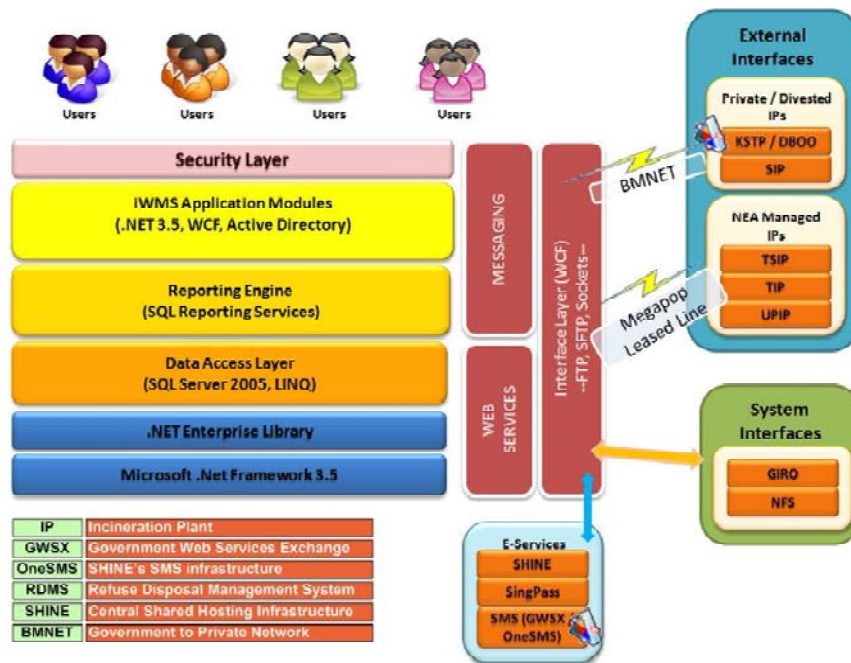 Users
Users
Users
Users
Security Layer
iWMS Application Modules
(.NET 3.5, WCF, Active Directory)
Reporting Engine
(SQL Reporting Services)
Data Access Layer
(SQL Server 2005, LINQ)
.NET Enterprise Library
Microsoft .Net Framework 3.5
MESSAGING
WEB
SERVICES
Interface Layer (WCF)
--FTP, SFTP, Sockets--
BMNET
Megapop
Leased Line
External
Interfaces
Private / Divested
IPs
KSTP / DBOO
SIP
NEA Managed
IPs
TSIP
TIP
UPIP
System
Interfaces
GIRO
NFS
E-Services
SHINE
SingPass
SMS (GWSX
OneSMS)
IP Incineration Plant
GWSX Government Web Services Exchange
OneSMS SHINE's SMS infrastructure
RDMS Refuse Disposal Management System
SHINE Central Shared Hosting Infrastructure
BMNET Government to Private Network